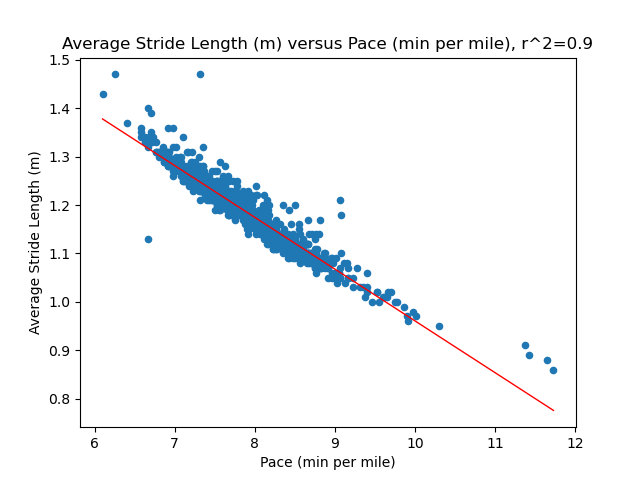 Average Stride Length (m) versus Pace (min per mile), r^2=0.9
1.5
1.4
1.3
1.2
1.1
1.0
0.9
0.8
Average Stride Length (m)
6 7 8 9 10 11 12
Pace (min per mile)